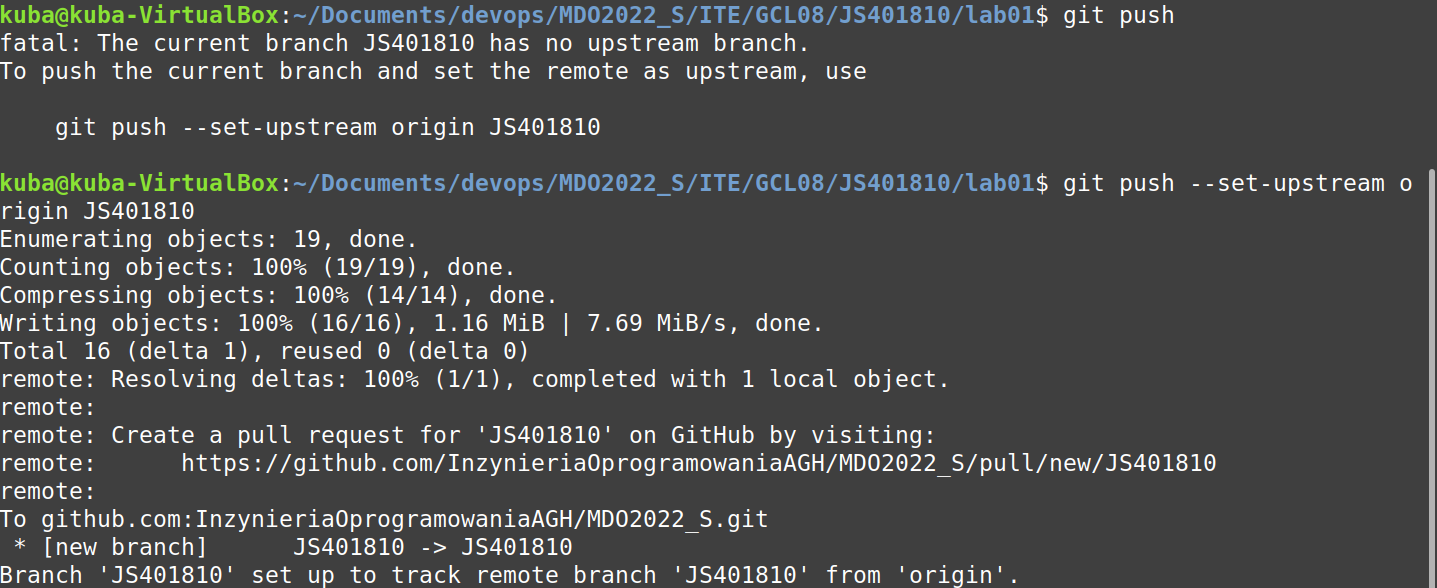 kuba@kuba-VirtualBox:~/Documents/devops/MDO2022_S/ITE/GCL08/JS401810/lab01$ git push
fatal: The current branch JS401810 has no upstream branch.
To push the current branch and set the remote as upstream, use

    git push --set-upstream origin JS401810

kuba@kuba-VirtualBox:~/Documents/devops/MDO2022_S/ITE/GCL08/JS401810/lab01$ git push --set-upstream o
rigin JS401810
Enumerating objects: 19, done.
Counting objects: 100% (19/19), done.
Compressing objects: 100% (14/14), done.
Writing objects: 100% (16/16), 1.16 MiB | 7.69 MiB/s, done.
Total 16 (delta 1), reused 0 (delta 0)
remote: Resolving deltas: 100% (1/1), completed with 1 local object.
remote:
remote: Create a pull request for 'JS401810' on GitHub by visiting:
remote:      https://github.com/InzynieriaOprogramowaniaAGH/MDO2022_S/pull/new/JS401810
remote:
To github.com:InzynieriaOprogramowaniaAGH/MDO2022_S.git
 * [new branch]      JS401810 -> JS401810
Branch 'JS401810' set up to track remote branch 'JS401810' from 'origin'.